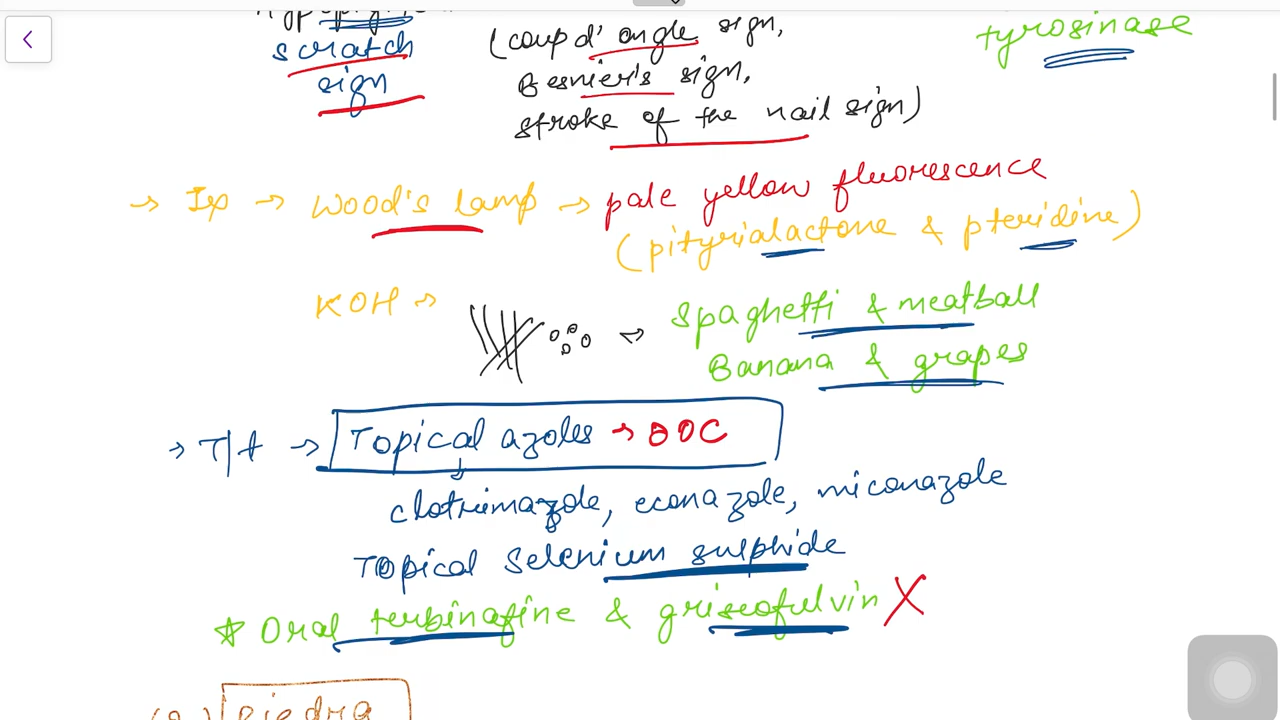 scratch
sign
(coup d' ongle sign,
Besnier's sign,
stroke of the nail sign)
tyrosinase
→ Ix → Wood's lamp → pale yellow fluorescence
(pityrialactone & pteridine)
KOH → → Spaghetti & meatball
Banana & grapes
→ T/t → Topical azoles → DOC
clotrimazole, econazole, miconazole
Topical Selenium sulphide
* Oral terbinafine & griseofulvin X
Piedra